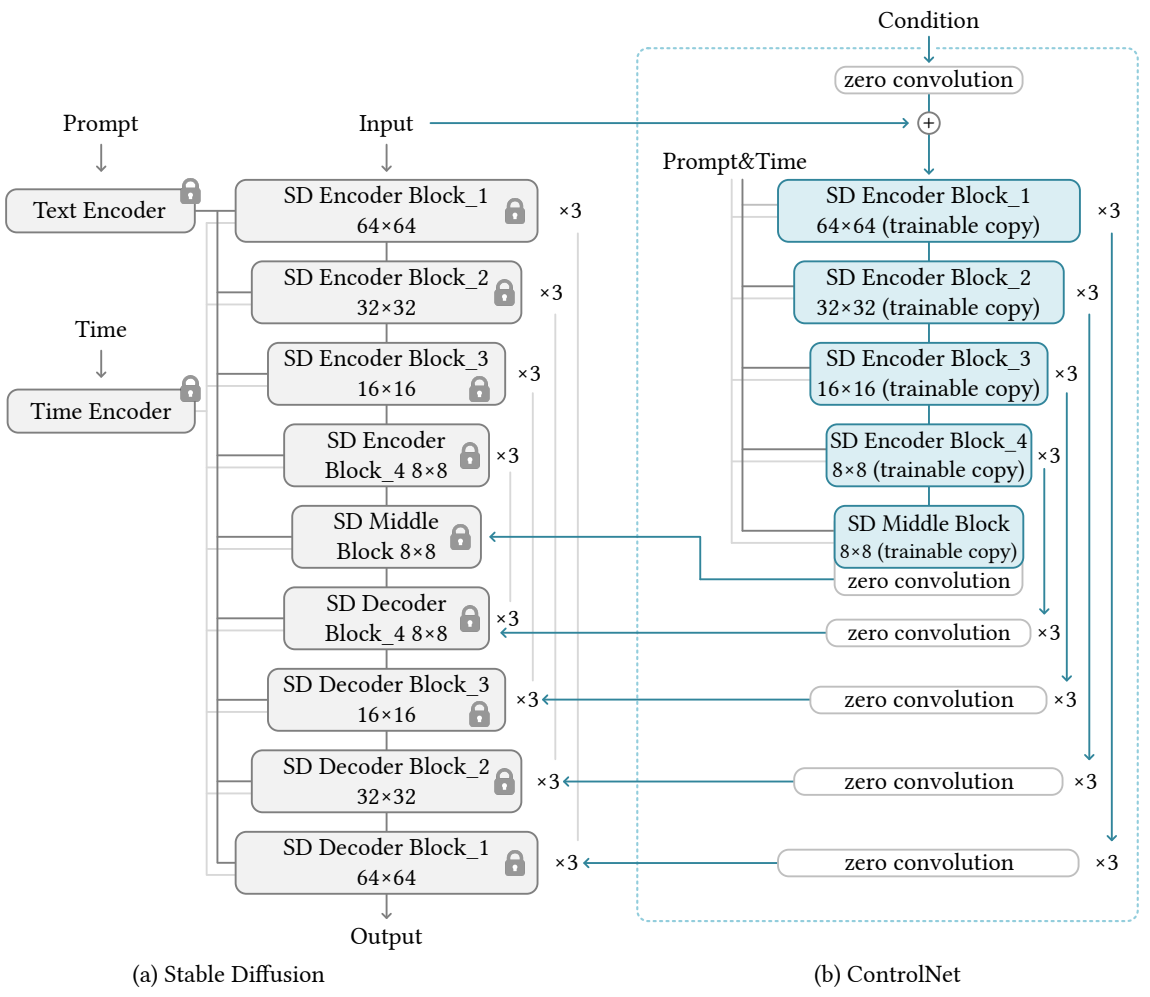 Condition
zero convolution
Prompt
Input
+
Prompt&Time
Text Encoder
SD Encoder Block_1
64×64
×3
SD Encoder Block_1
64×64 (trainable copy)
×3
SD Encoder Block_2
32×32
×3
SD Encoder Block_2
32×32 (trainable copy)
×3
Time
SD Encoder Block_3
16×16
×3
SD Encoder Block_3
16×16 (trainable copy)
×3
Time Encoder
SD Encoder
Block_4 8×8
×3
SD Encoder Block_4
8×8 (trainable copy)
×3
SD Middle
Block 8×8
SD Middle Block
8×8 (trainable copy)
zero convolution
SD Decoder
Block_4 8×8
×3
zero convolution
×3
SD Decoder Block_3
16×16
×3
zero convolution
×3
SD Decoder Block_2
32×32
×3
zero convolution
×3
SD Decoder Block_1
64×64
×3
zero convolution
×3
Output
(a) Stable Diffusion
(b) ControlNet